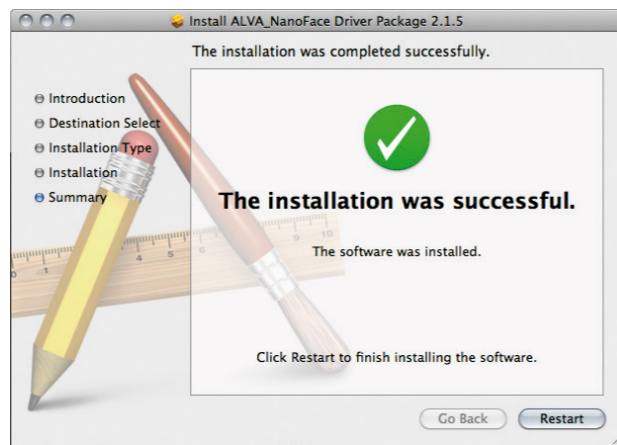 Install ALVA_NanoFace Driver Package 2.1.5
The installation was completed successfully.
Introduction
Destination Select
Installation Type
Installation
Summary
The installation was successful.
The software was installed.
Click Restart to finish installing the software.
Go Back
Restart